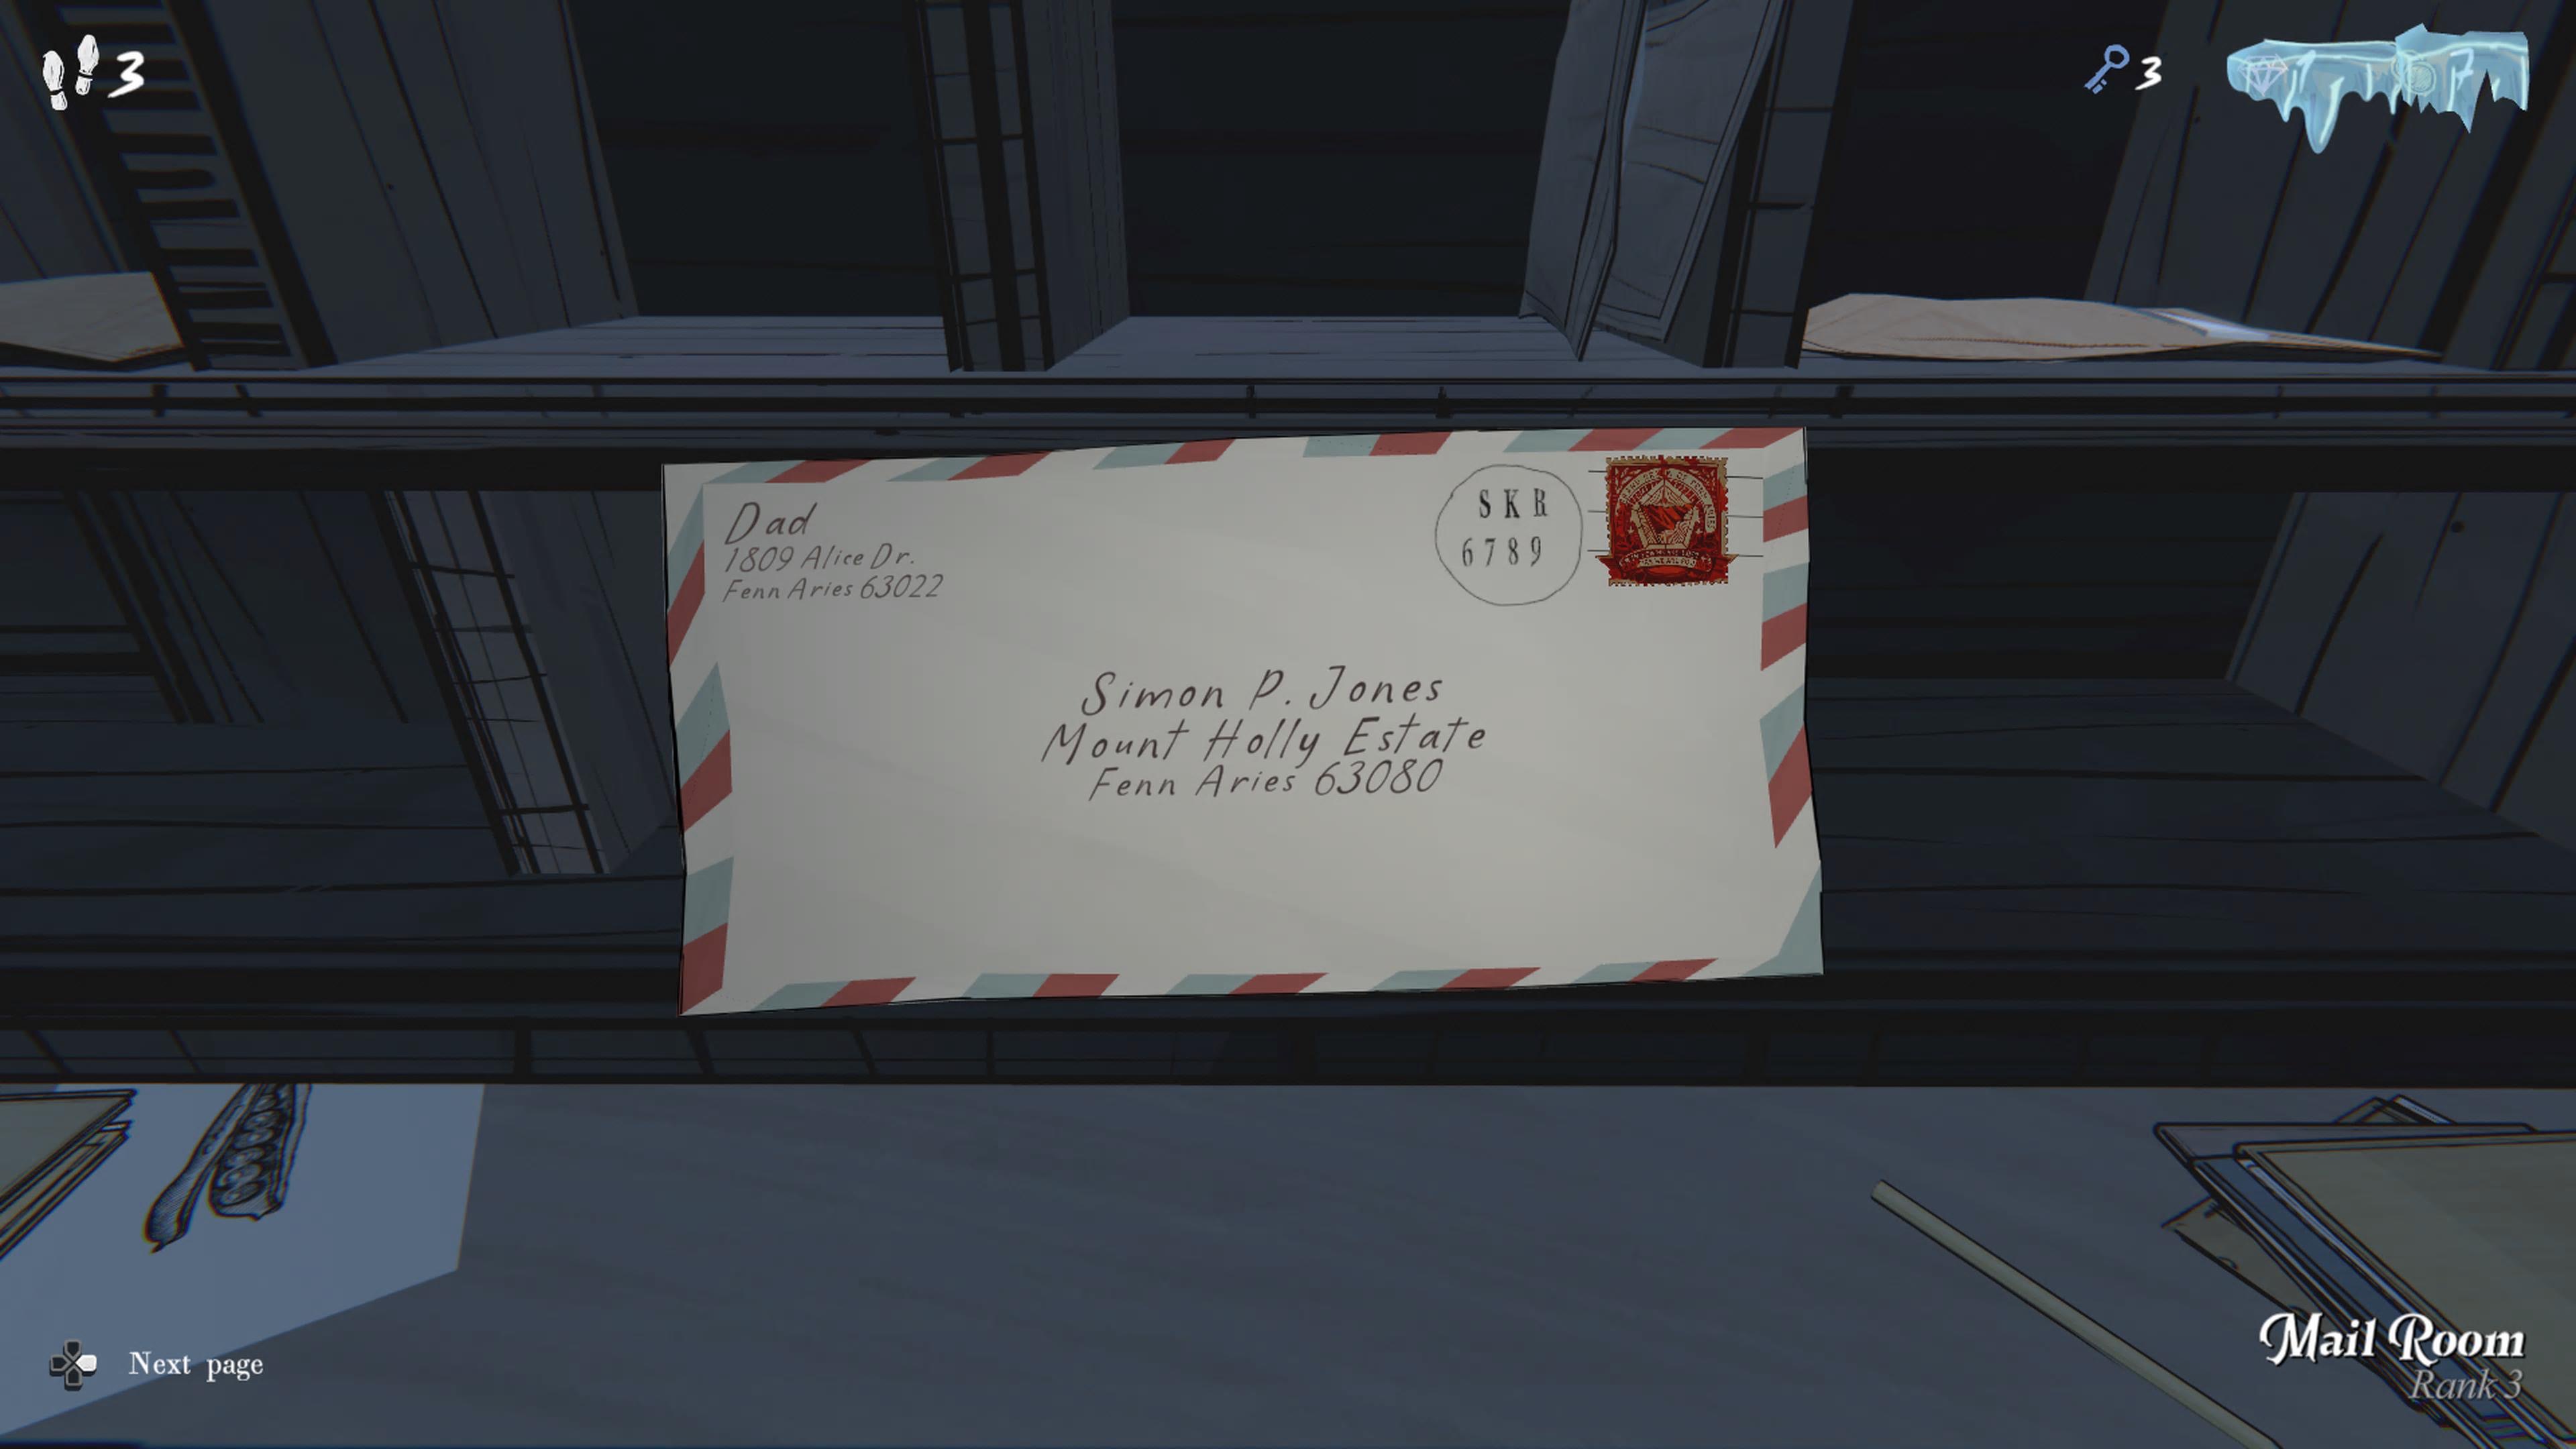 3
3
Dad
1809 Alice Dr.
Fenn Aries 63022
SKR
6789
Simon P. Jones
Mount Holly Estate
Fenn Aries 63080
Next page
Mail Room
Rank 3